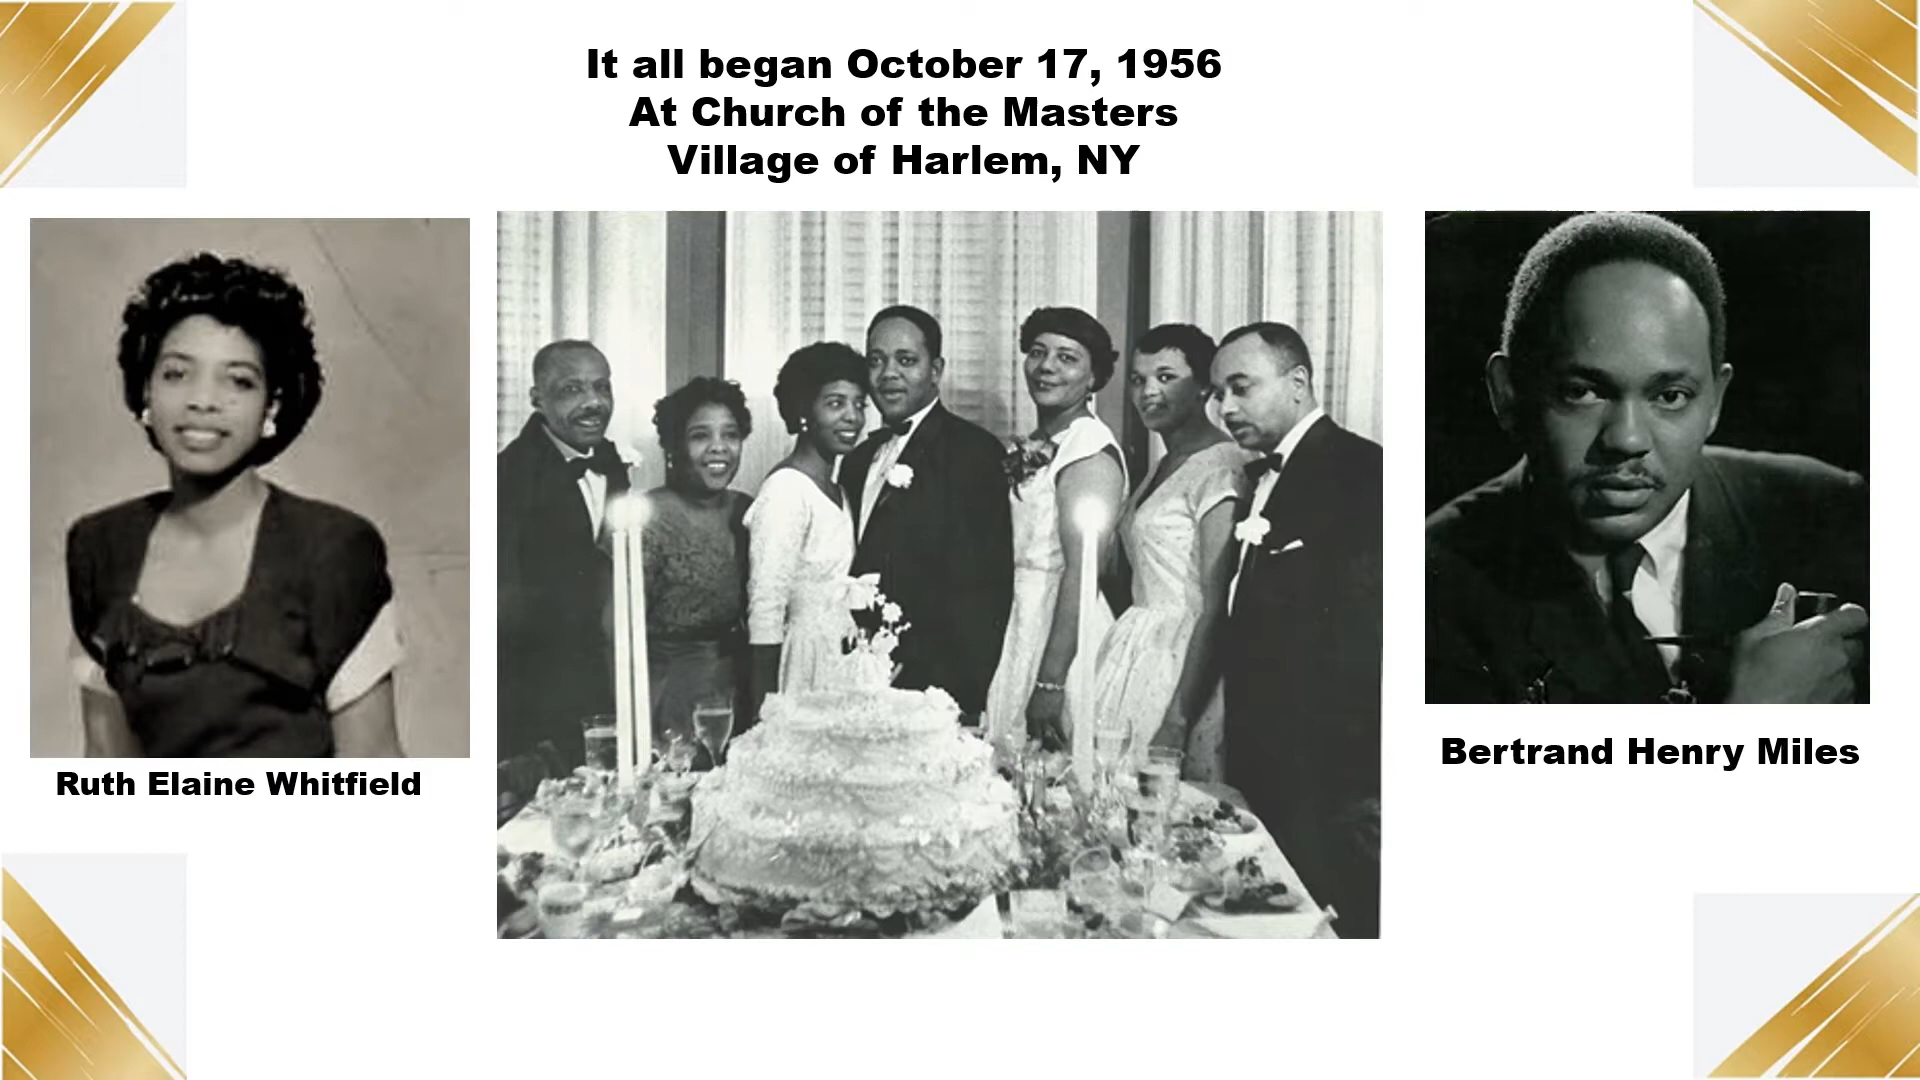 It all began October 17, 1956
At Church of the Masters
Village of Harlem, NY
Ruth Elaine Whitfield
Bertrand Henry Miles